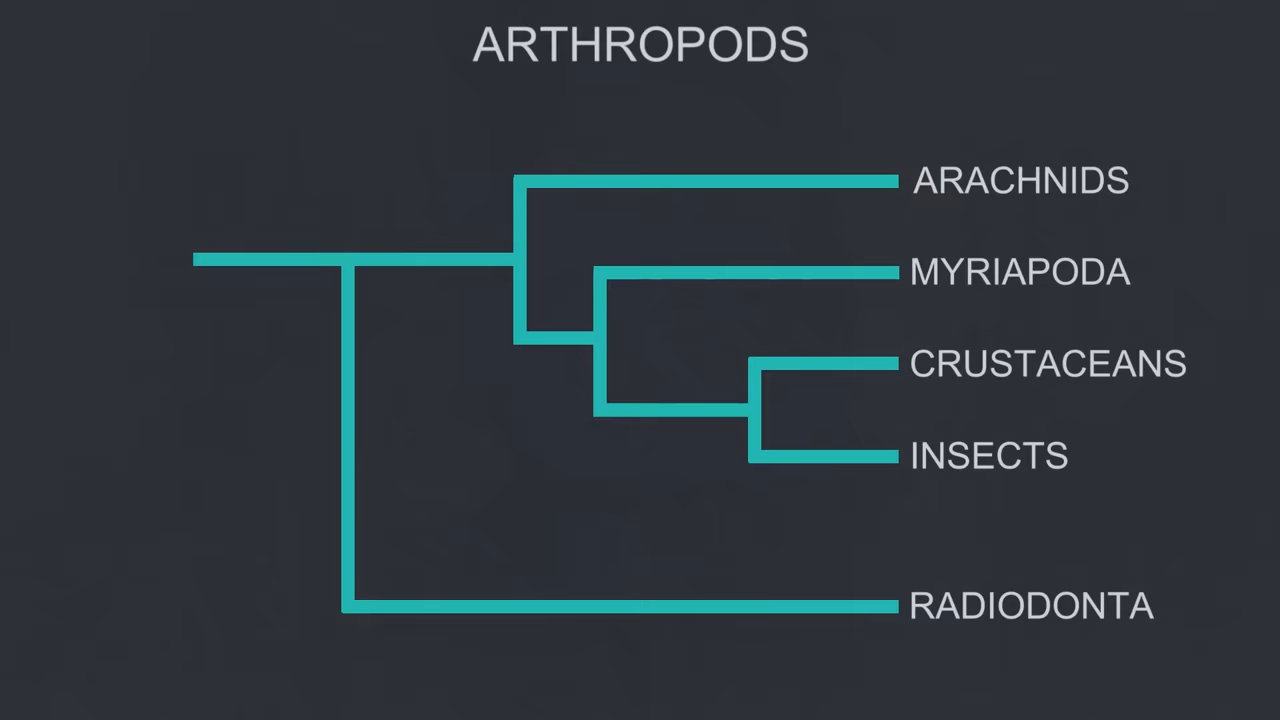 ARTHROPODS
ARACHNIDS
MYRIAPODA
CRUSTACEANS
INSECTS
RADIODONTA